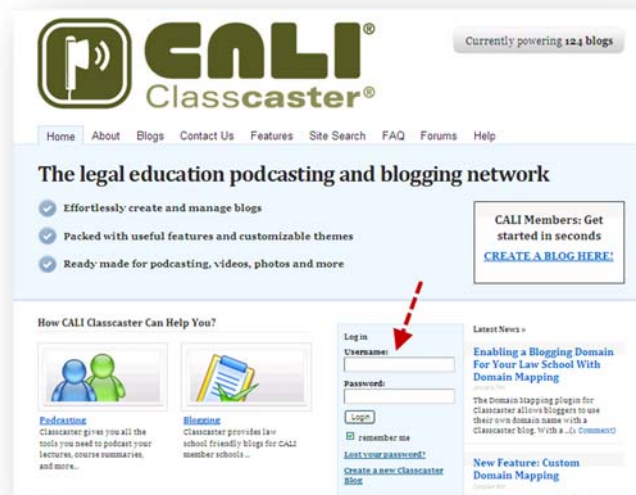 CALI®
Classcaster®
Currently powering 124 blogs
Home About Blogs Contact Us Features Site Search FAQ Forums Help
The legal education podcasting and blogging network
Effortlessly create and manage blogs
Packed with useful features and customizable themes
Ready made for podcasting, videos, photos and more
CALI Members: Get
started in seconds
CREATE A BLOG HERE!
How CALI Classcaster Can Help You?
Podcasting
Classcaster gives you all the
tools you need to podcast your
lectures, course summaries,
and more...
Blogging
Classcaster provides law
school friendly blogs for CALI
member schools ...
Log in
Username:
Password:
Login
remember me
Lost your password?
Create a new Classcaster
Blog
Latest News »
Enabling a Blogging Domain
For Your Law School With
Domain Mapping
The Domain Mapping plugin for
Classcaster allows bloggers to use
their own domain name with a
Classcaster blog. With a ...(1 Comment)
New Feature: Custom
Domain Mapping